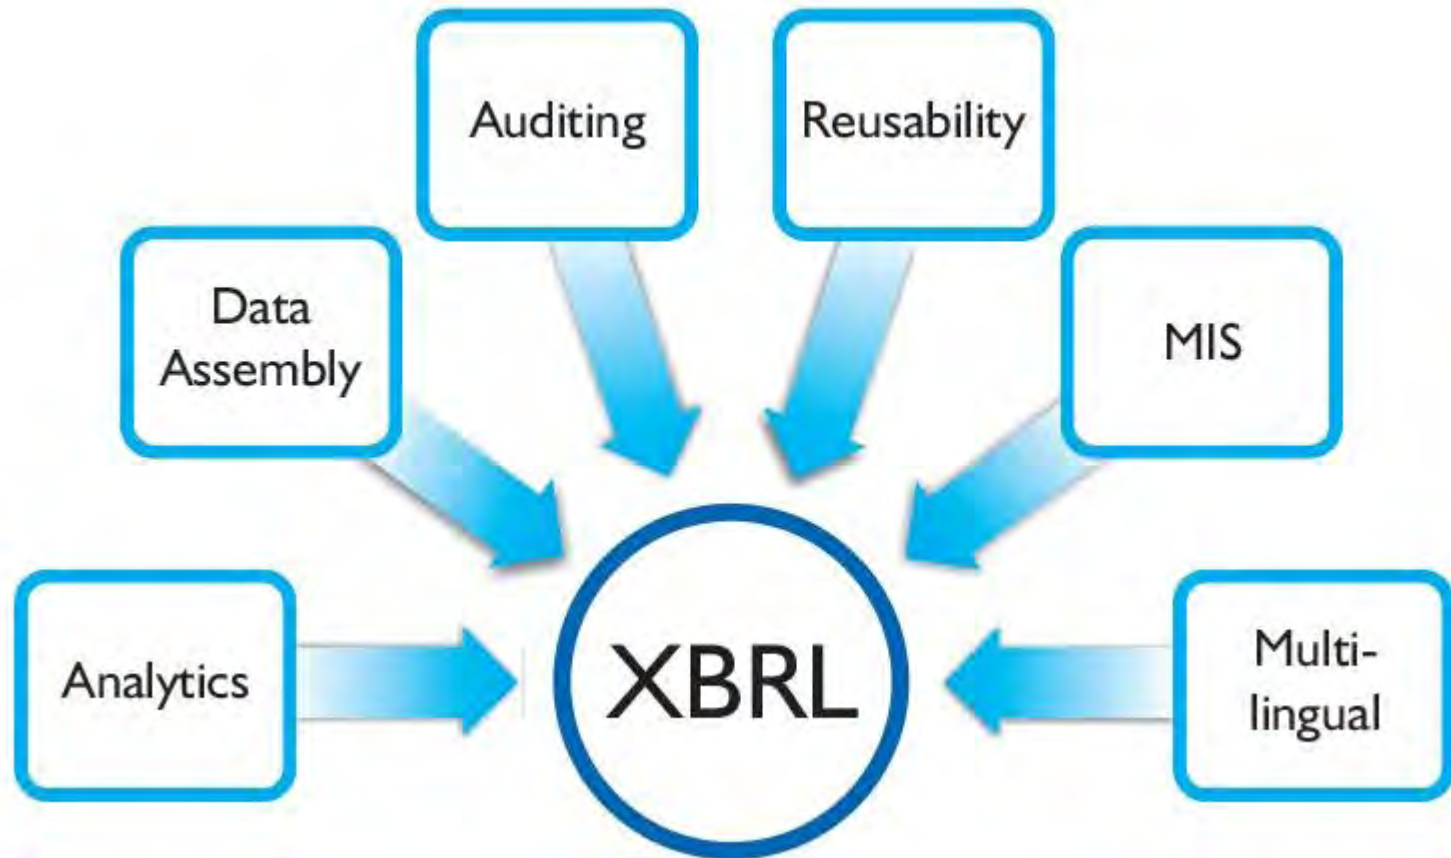 Auditing
Reusability
Data
Assembly
MIS
Analytics
XBRL
Multi-
lingual